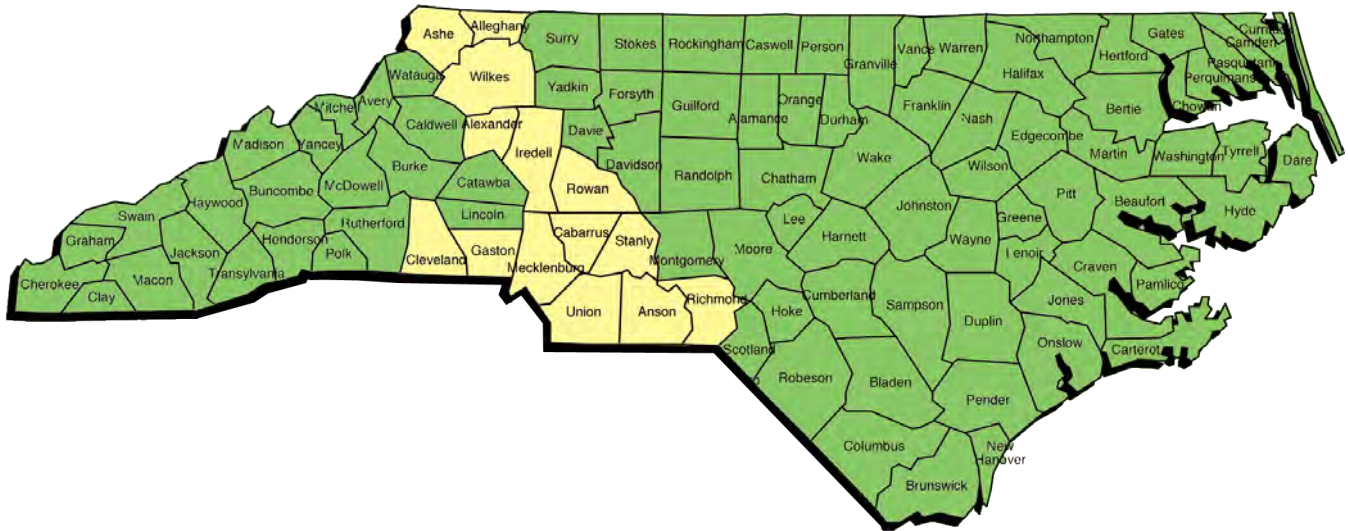 Ashe
Alleghany
Surry
Stokes
Rockingham
Caswell
Person
Granville
Vance
Warren
Northampton
Hertford
Gates
Camden
Perquimans
Chowan
Watauga
Wilkes
Yadkin
Forsyth
Guilford
Alamance
Orange
Durham
Franklin
Halifax
Bertie
Mitche
Avery
Caldwell
Alexander
Iredell
Davie
Davidson
Randolph
Chatham
Wake
Nash
Edgecombe
Martin
Washington
Tyrrell
Dare
Madison
Yancey
Buncombe
McDowell
Burke
Catawba
Rowan
Wilson
Pitt
Beaufort
Hyde
Swain
Haywood
Rutherford
Lincoln
Cabarrus
Stanly
Montgomery
Moore
Lee
Harnett
Johnston
Wayne
Greene
Lenoir
Craven
Pamlico
Graham
Jackson
Henderson
Polk
Cleveland
Gaston
Mecklenburg
Cherokee
Clay
Macon
Transylvania
Union
Anson
Richmond
Scotland
Hoke
Cumberland
Sampson
Duplin
Jones
Onslow
Carterot
Robeson
Bladen
Pender
Columbus
New
Hanover
Brunswick